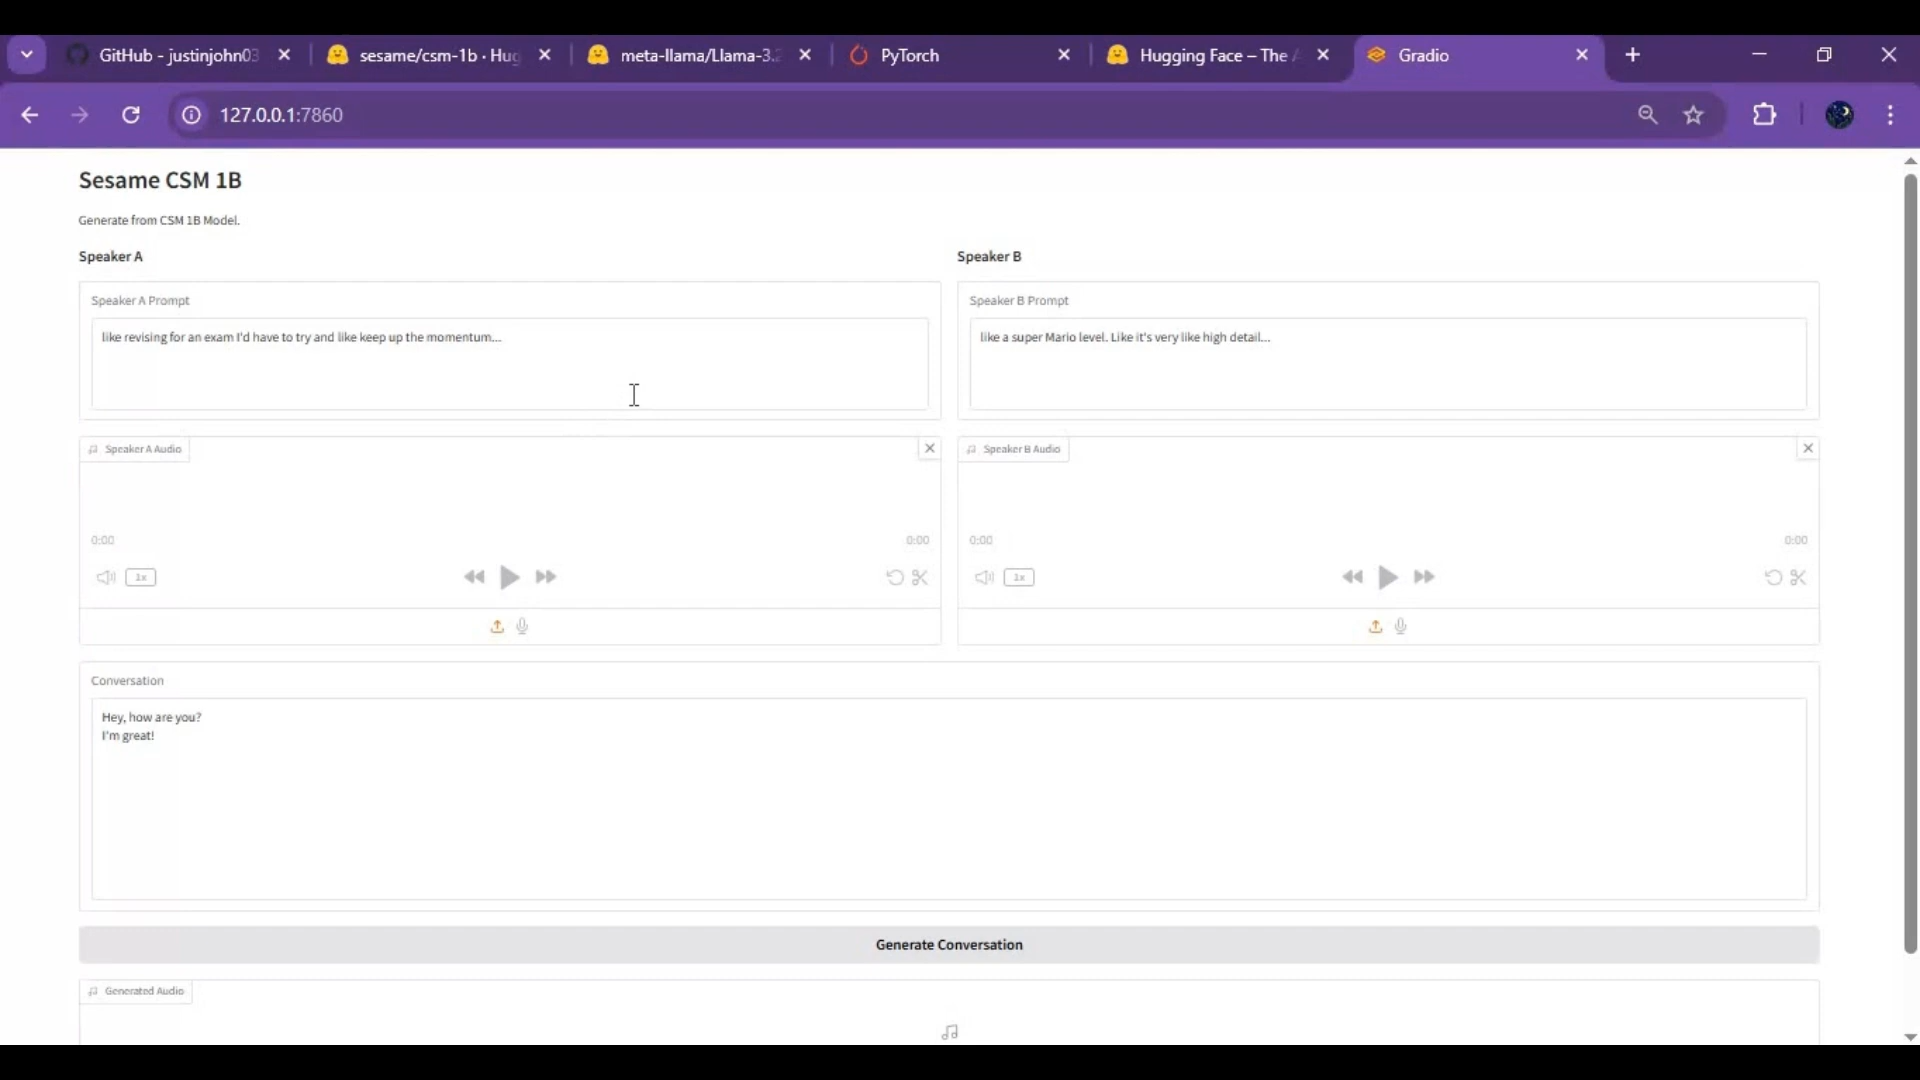 GitHub - justinjohn03
sesame/csm-1b · Hug
meta-llama/Llama-3.2
PyTorch
Hugging Face – The A
Gradio
127.0.0.1:7860
Sesame CSM 1B
Generate from CSM 1B Model.
Speaker A
Speaker B
Speaker A Prompt
Speaker B Prompt
like revising for an exam I'd have to try and like keep up the momentum...
like a super Mario level. Like it's very like high detail...
Speaker A Audio
Speaker B Audio
0:00
0:00
0:00
0:00
1x
1x
Conversation
Hey, how are you?
I'm great!
Generate Conversation
Generated Audio